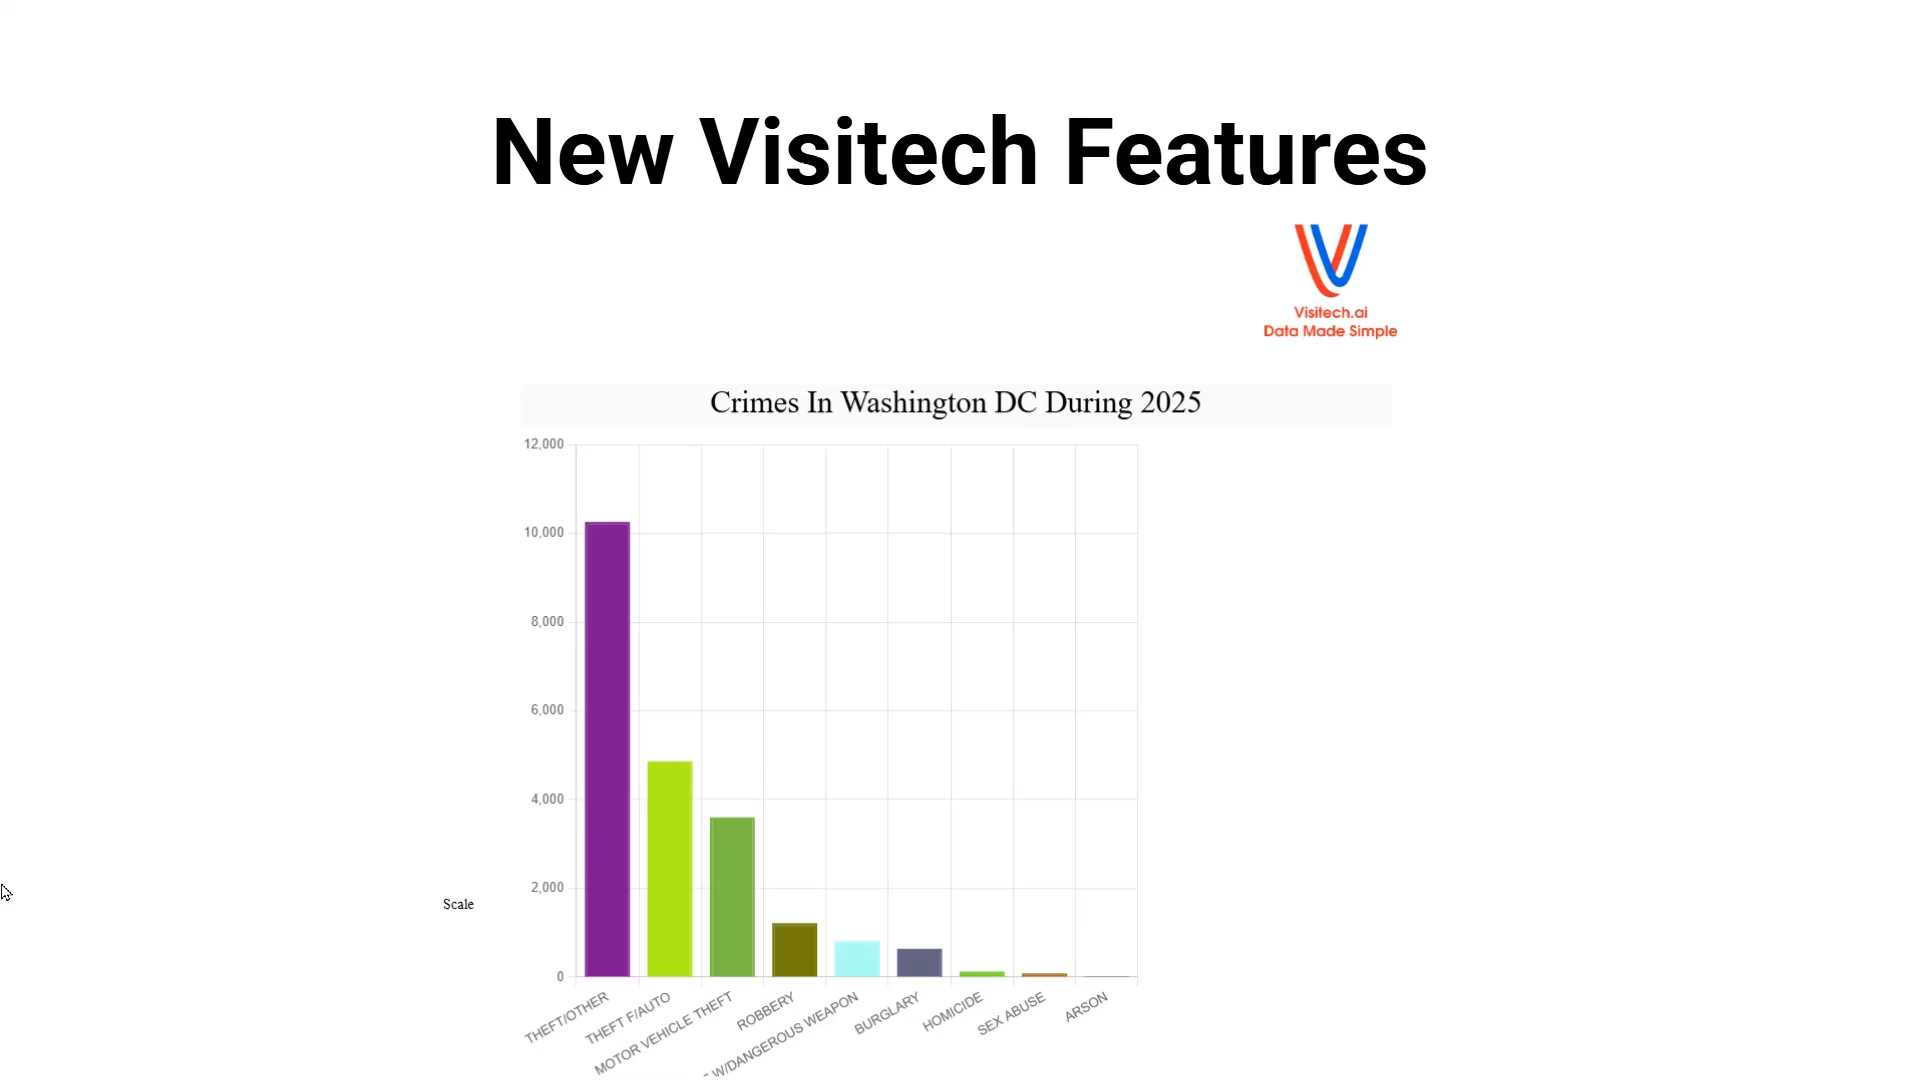 New Visitech Features
Visitech.ai
Data Made Simple
Crimes In Washington DC During 2025
12,000
10,000
8,000
6,000
4,000
2,000
0
Scale
THEFT/OTHER
THEFT F/AUTO
MOTOR VEHICLE THEFT
ROBBERY
W/DANGEROUS WEAPON
BURGLARY
HOMICIDE
SEX ABUSE
ARSON